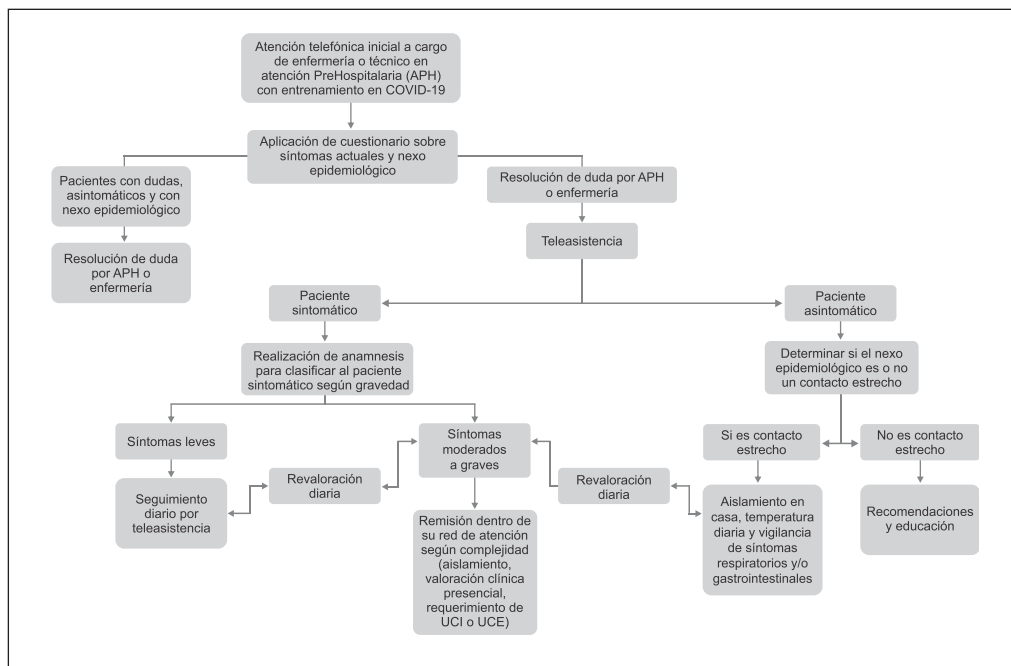 Atención telefónica inicial a cargo
de enfermería o técnico en
atención PreHospitalaria (APH)
con entrenamiento en COVID-19
Aplicación de cuestionario sobre
síntomas actuales y nexo
epidemiológico
Pacientes con dudas,
asintomáticos y con
nexo epidemiológico
Resolución de duda
por APH o
enfermería
Resolución de duda por APH
o enfermería
Teleasistencia
Paciente
sintomático
Paciente
asintomático
Realización de anamnesis
para clasificar al paciente
sintomático según gravedad
Determinar si el nexo
epidemiológico es o no
un contacto estrecho
Síntomas leves
Síntomas
moderados
a graves
Si es contacto
estrecho
No es contacto
estrecho
Seguimiento
diario por
teleasistencia
Revaloración
diaria
Revaloración
diaria
Remisión dentro de
su red de atención
según complejidad
(aislamiento,
valoración clínica
presencial,
requerimiento de
UCI o UCE)
Aislamiento en
casa, temperatura
diaria y vigilancia
de síntomas
respiratorios y/o
gastrointestinales
Recomendaciones
y educación